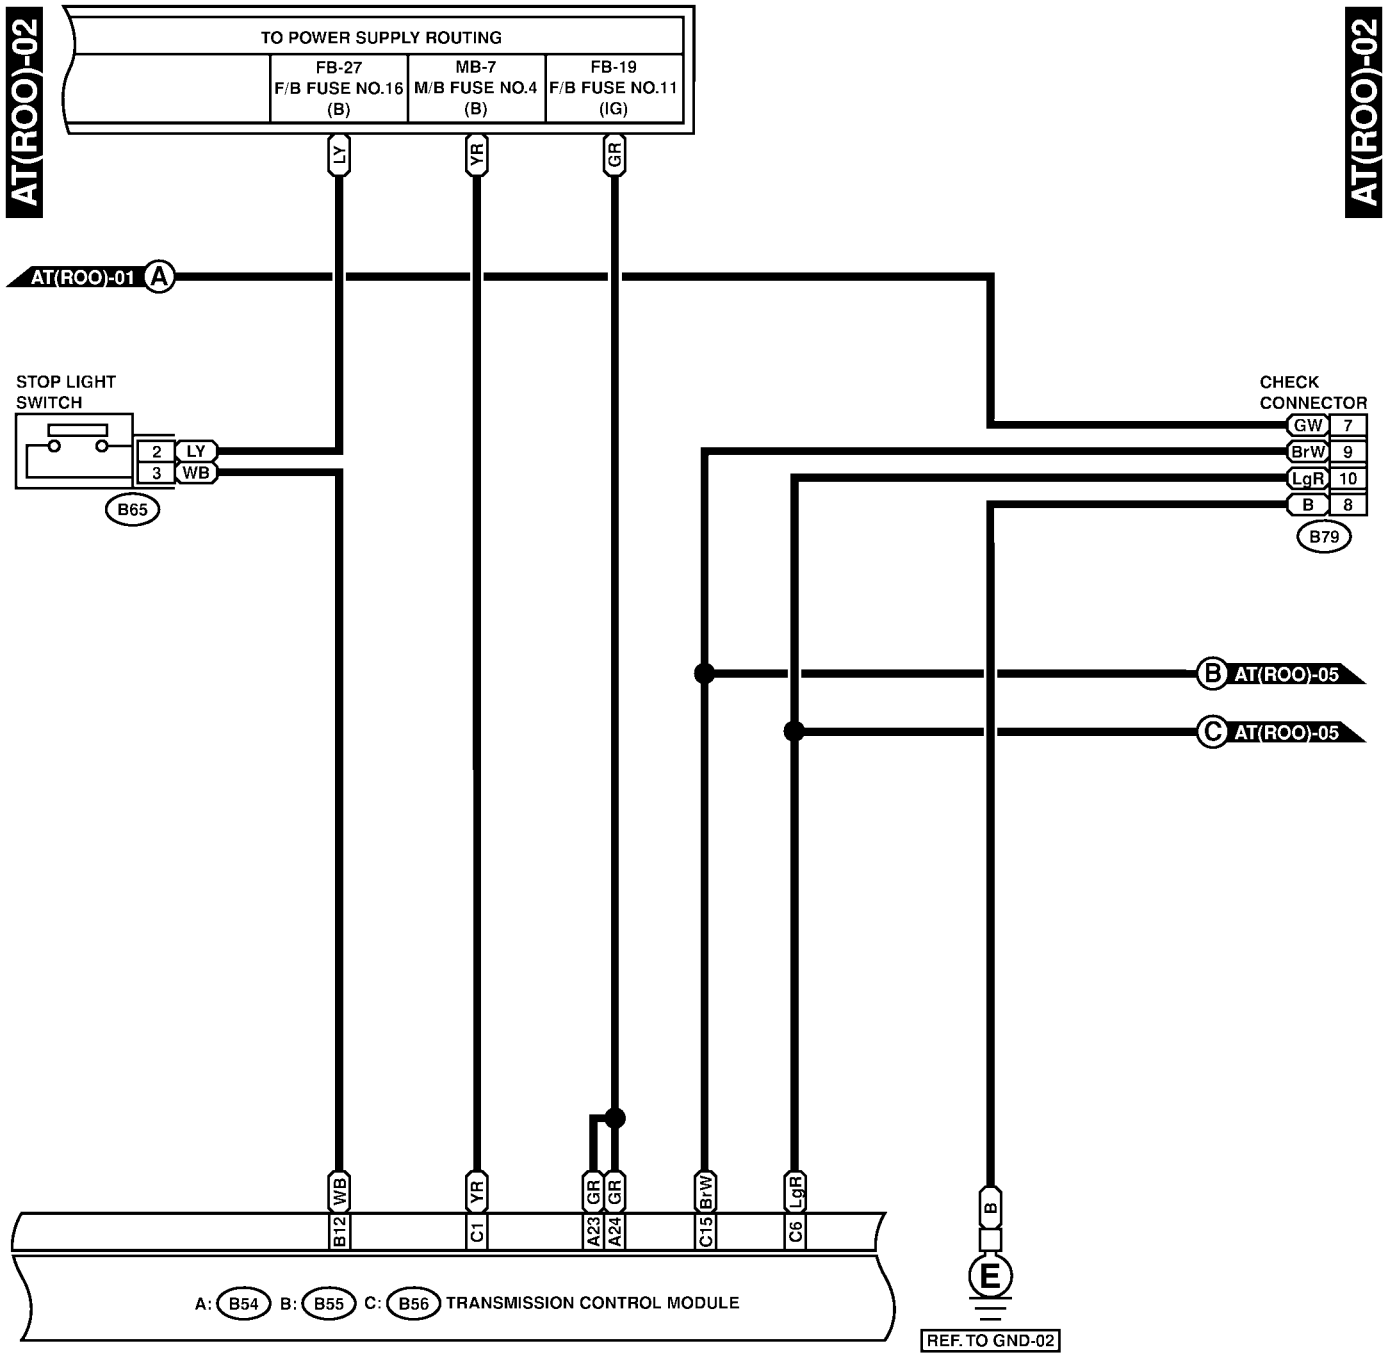 AT(ROO)-02
AT(ROO)-02
TO POWER SUPPLY ROUTING
FB-27
F/B FUSE NO.16
(B)
MB-7
M/B FUSE NO.4
(B)
FB-19
F/B FUSE NO.11
(IG)
LY
YR
GR
AT(ROO)-01 A
STOP LIGHT
SWITCH
2 LY
3 WB
B65
CHECK
CONNECTOR
GW 7
BrW 9
LgR 10
B 8
B79
B AT(ROO)-05
C AT(ROO)-05
WB
YR
GR
GR
BrW
LgR
B
B12
C1
A23
A24
C15
C6
E
A: B54 B: B55 C: B56 TRANSMISSION CONTROL MODULE
REF. TO GND-02